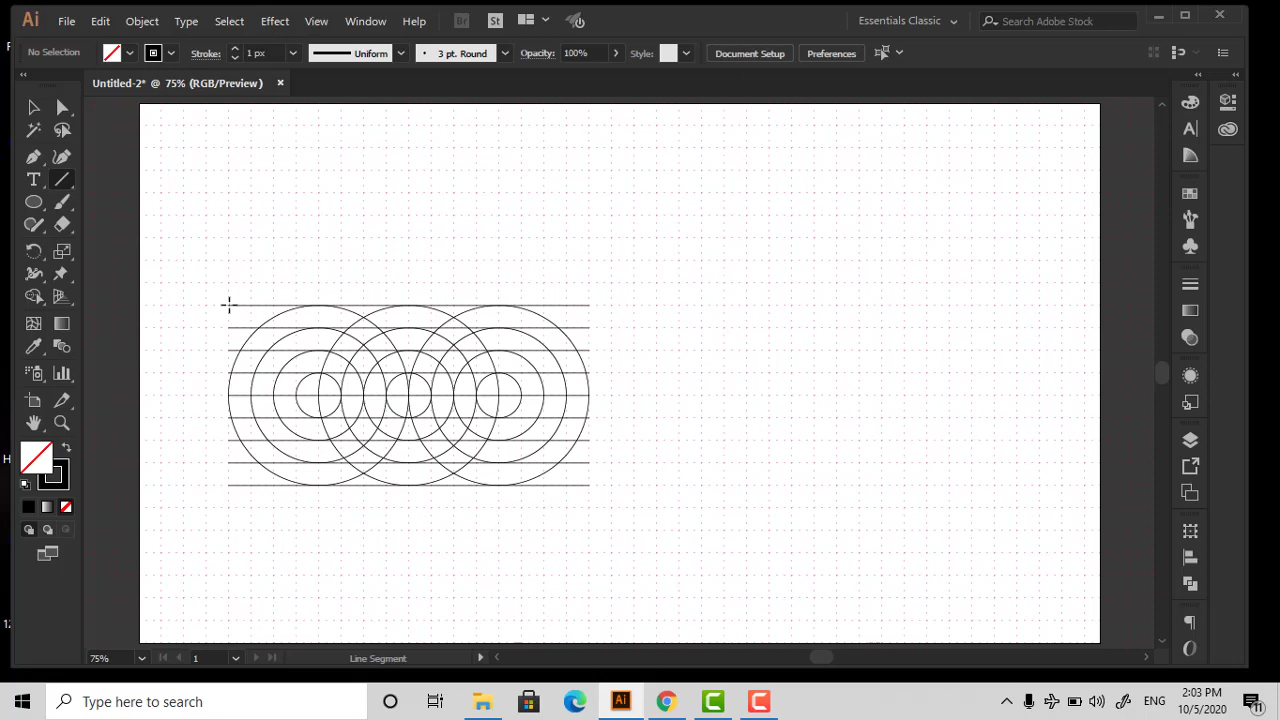 Ai File Edit Object Type Select Effect View Window Help Br St Essentials Classic Search Adobe Stock
No Selection Stroke: 1 px Uniform 3 pt. Round Opacity: 100% Style: Document Setup Preferences
Untitled-2* @ 75% (RGB/Preview) ×
75% 1 Line Segment
Type here to search
Ai
2:03 PM
10/5/2020